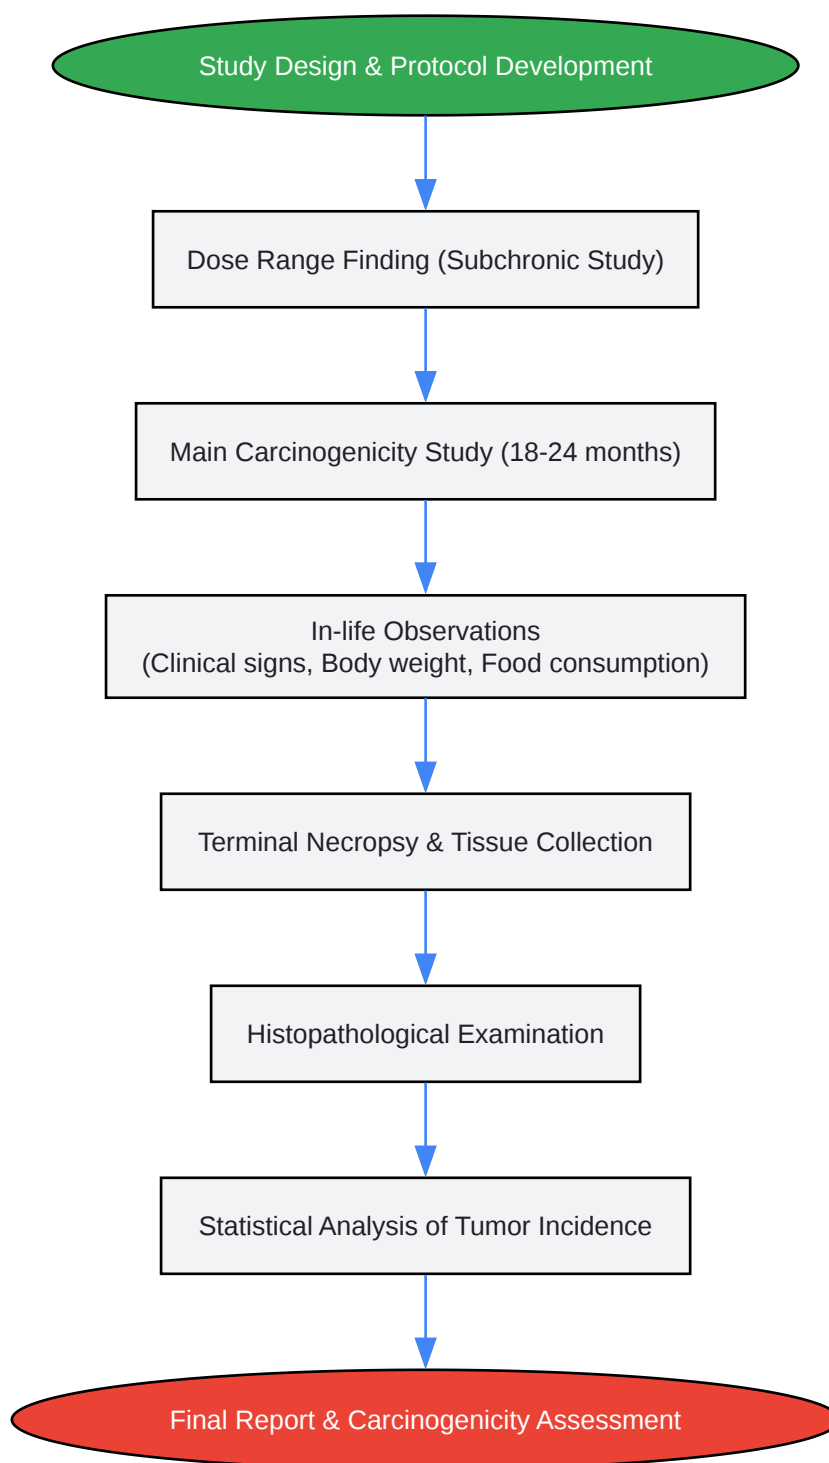 Study Design & Protocol Development
Dose Range Finding (Subchronic Study)
Main Carcinogenicity Study (18-24 months)
In-life Observations
(Clinical signs, Body weight, Food consumption)
Terminal Necropsy & Tissue Collection
Histopathological Examination
Statistical Analysis of Tumor Incidence
Final Report & Carcinogenicity Assessment